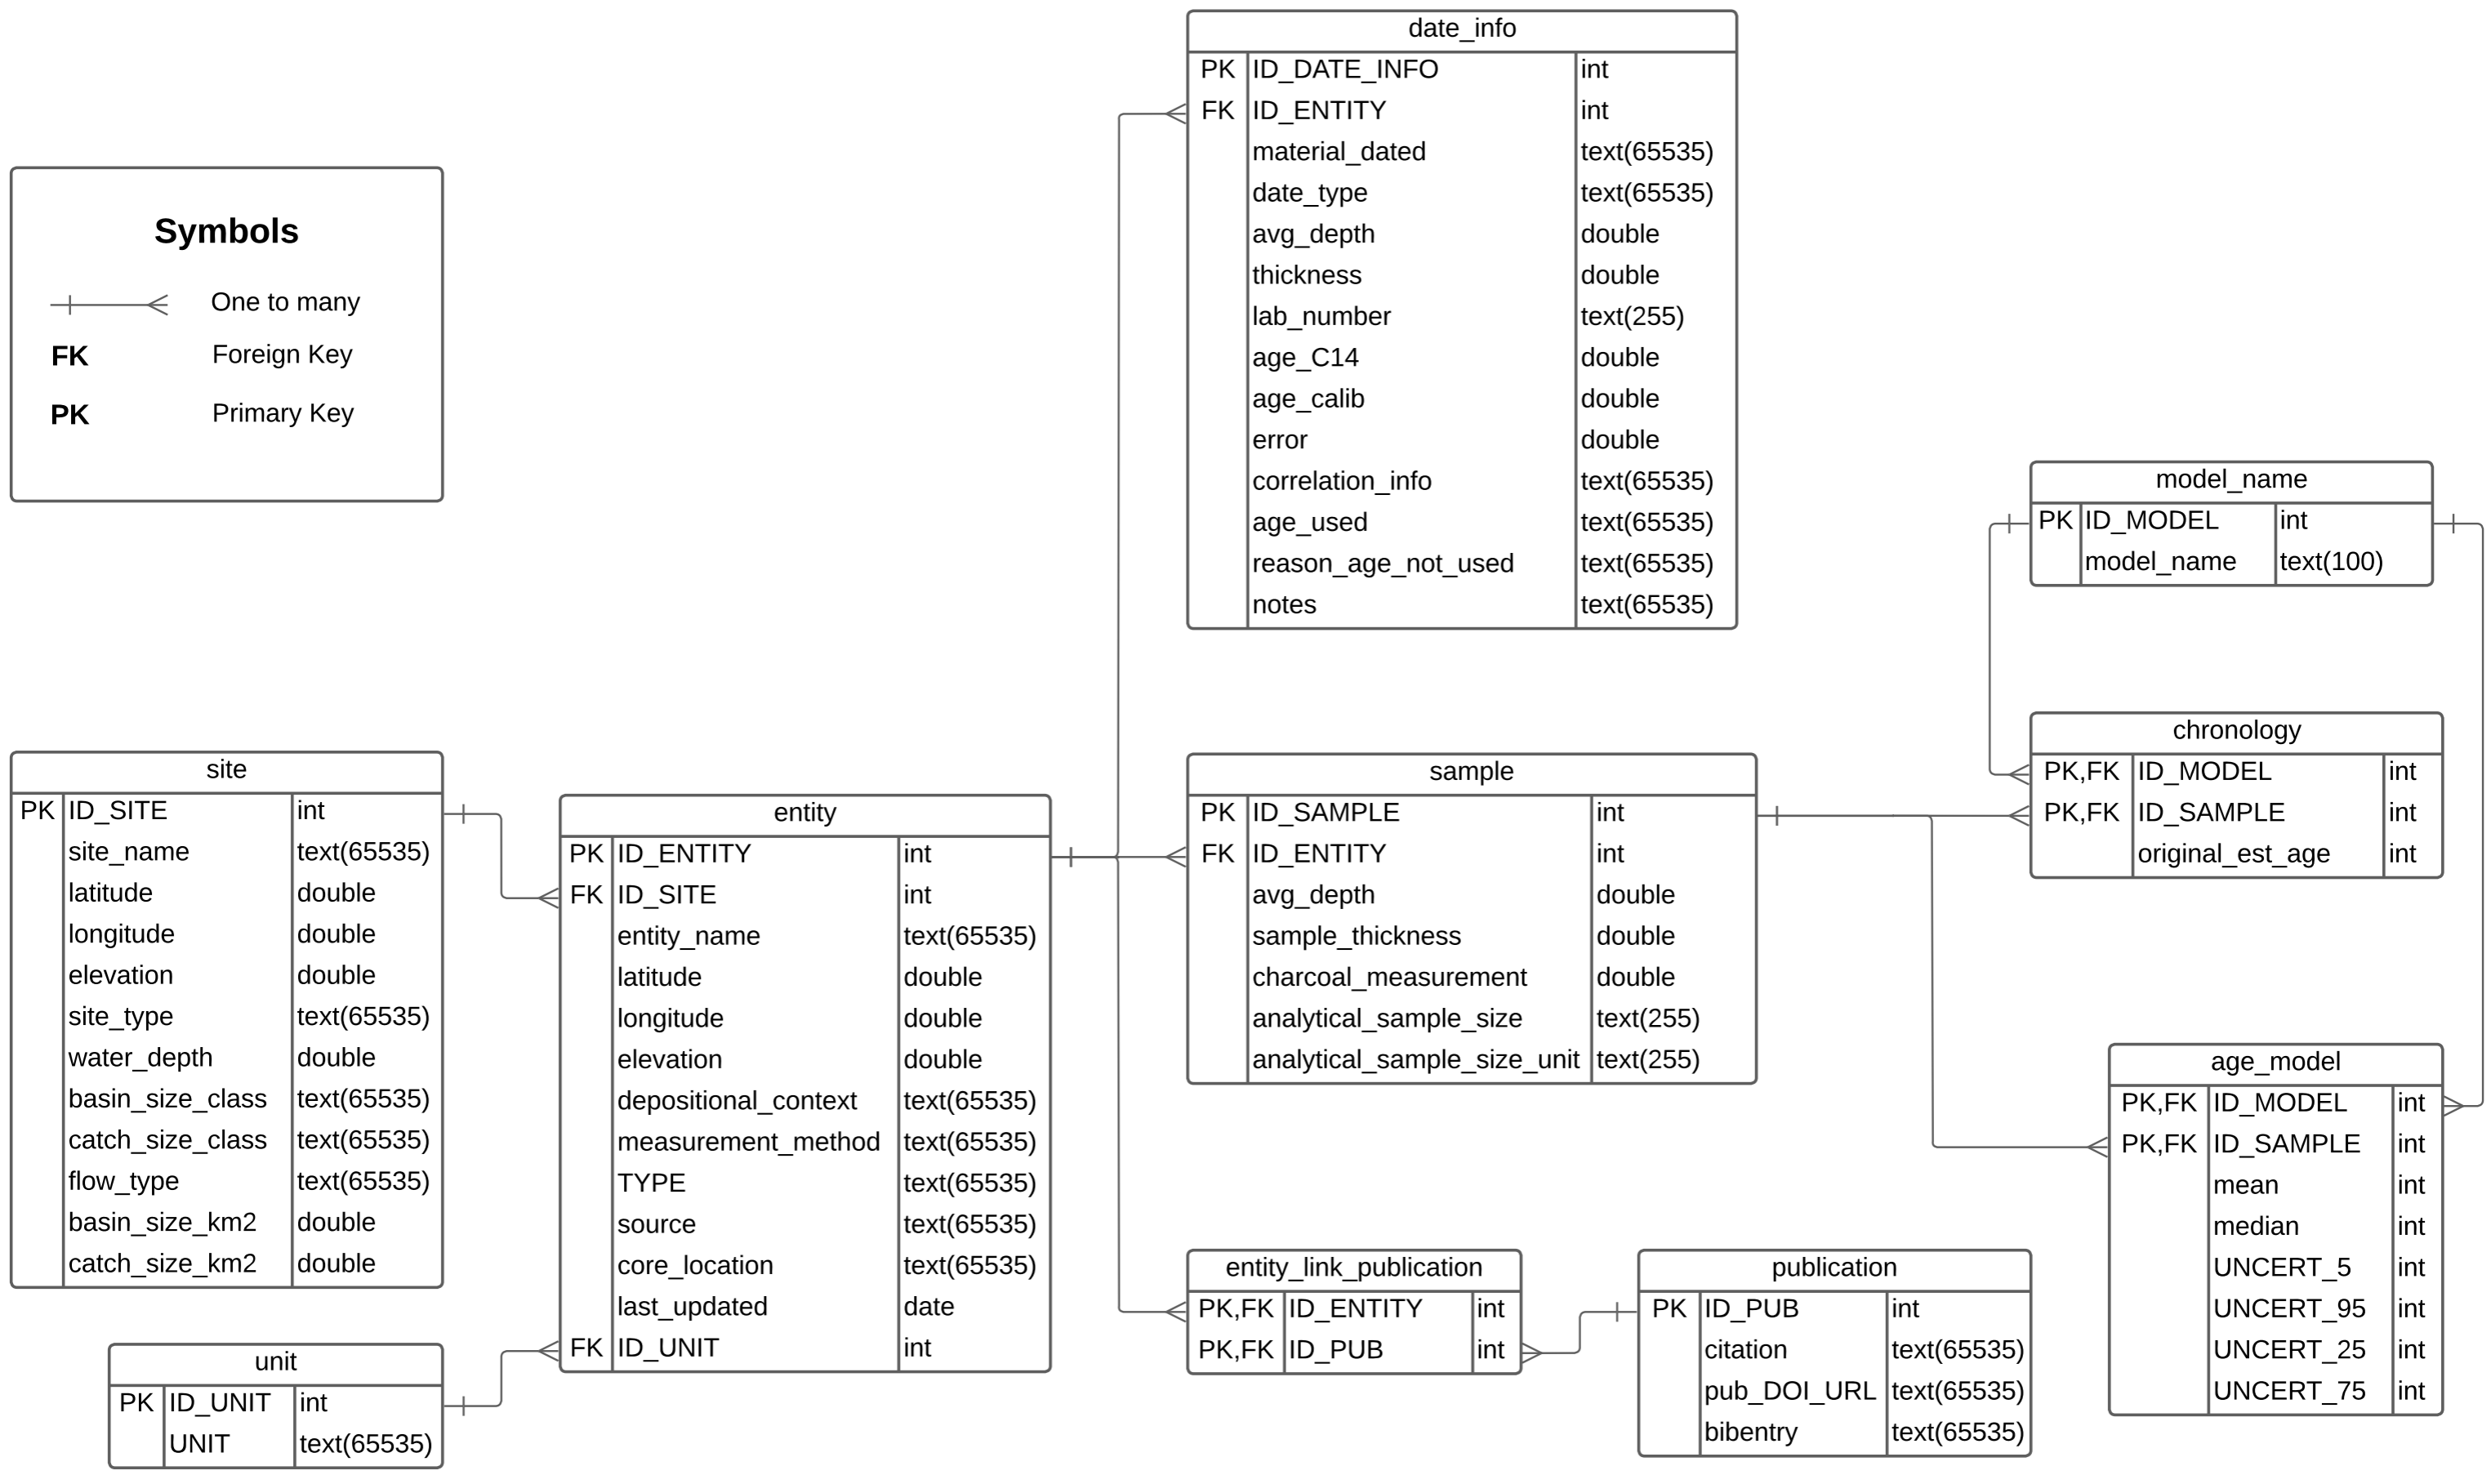 date_info
PK ID_DATE_INFO int
FK ID_ENTITY int
material_dated text(65535)
date_type text(65535)
avg_depth double
thickness double
lab_number text(255)
age_C14 double
age_calib double
error double
correlation_info text(65535)
age_used text(65535)
reason_age_not_used text(65535)
notes text(65535)
Symbols
One to many
FK Foreign Key
PK Primary Key
model_name
PK ID_MODEL int
model_name text(100)
site
PK ID_SITE int
site_name text(65535)
latitude double
longitude double
elevation double
site_type text(65535)
water_depth double
basin_size_class text(65535)
catch_size_class text(65535)
flow_type text(65535)
basin_size_km2 double
catch_size_km2 double
entity
PK ID_ENTITY int
FK ID_SITE int
entity_name text(65535)
latitude double
longitude double
elevation double
depositional_context text(65535)
measurement_method text(65535)
TYPE text(65535)
source text(65535)
core_location text(65535)
last_updated date
FK ID_UNIT int
sample
PK ID_SAMPLE int
FK ID_ENTITY int
avg_depth double
sample_thickness double
charcoal_measurement double
analytical_sample_size text(255)
analytical_sample_size_unit text(255)
chronology
PK,FK ID_MODEL int
PK,FK ID_SAMPLE int
original_est_age int
age_model
PK,FK ID_MODEL int
PK,FK ID_SAMPLE int
mean int
median int
UNCERT_5 int
UNCERT_95 int
UNCERT_25 int
UNCERT_75 int
unit
PK ID_UNIT int
UNIT text(65535)
entity_link_publication
PK,FK ID_ENTITY int
PK,FK ID_PUB int
publication
PK ID_PUB int
citation text(65535)
pub_DOI_URL text(65535)
bibentry text(65535)